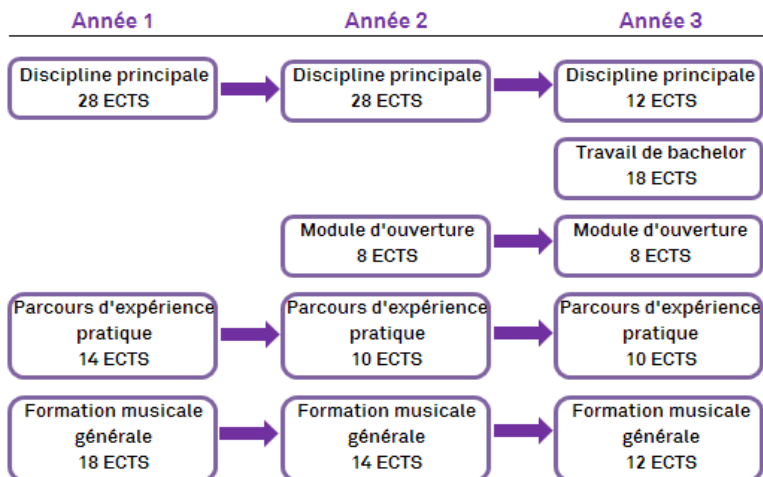 Année 1
Année 2
Année 3
Discipline principale
28 ECTS
Discipline principale
28 ECTS
Discipline principale
12 ECTS
Travail de bachelor
18 ECTS
Module d'ouverture
8 ECTS
Module d'ouverture
8 ECTS
Parcours d'expérience
pratique
14 ECTS
Parcours d'expérience
pratique
10 ECTS
Parcours d'expérience
pratique
10 ECTS
Formation musicale
générale
18 ECTS
Formation musicale
générale
14 ECTS
Formation musicale
générale
12 ECTS